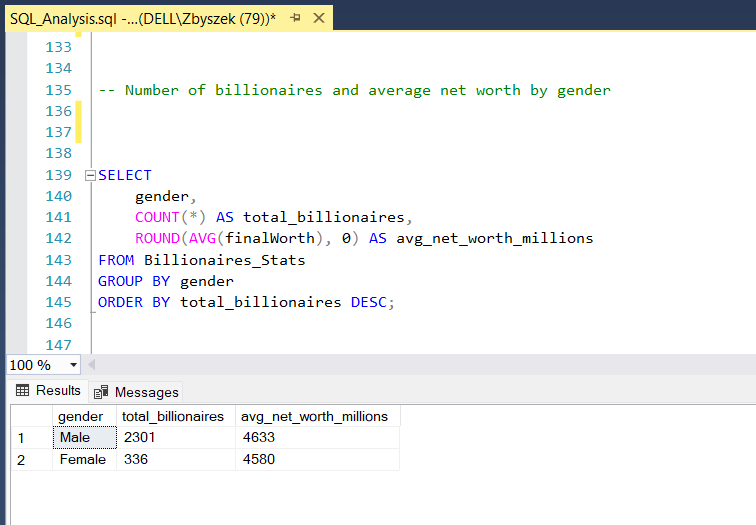 SQL_Analysis.sql -...(DELL\Zbyszek (79))*
133
134
135 -- Number of billionaires and average net worth by gender
136
137
138
139 SELECT
140 gender,
141 COUNT(*) AS total_billionaires,
142 ROUND(AVG(finalWorth), 0) AS avg_net_worth_millions
143 FROM Billionaires_Stats
144 GROUP BY gender
145 ORDER BY total_billionaires DESC;
146
147
100 %
Results Messages
gender total_billionaires avg_net_worth_millions
1 Male 2301 4633
2 Female 336 4580